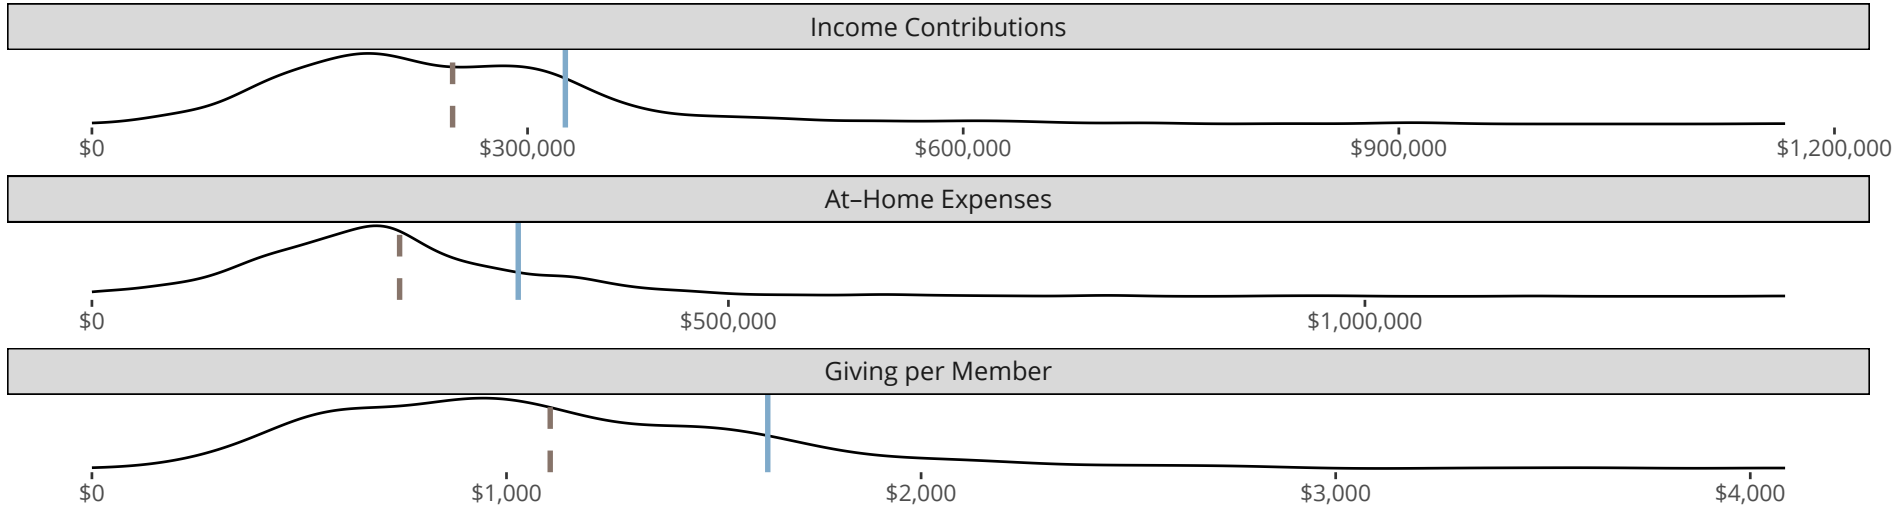 Income Contributions
$0 $300,000 $600,000 $900,000 $1,200,000
At–Home Expenses
$0 $500,000 $1,000,000
Giving per Member
$0 $1,000 $2,000 $3,000 $4,000